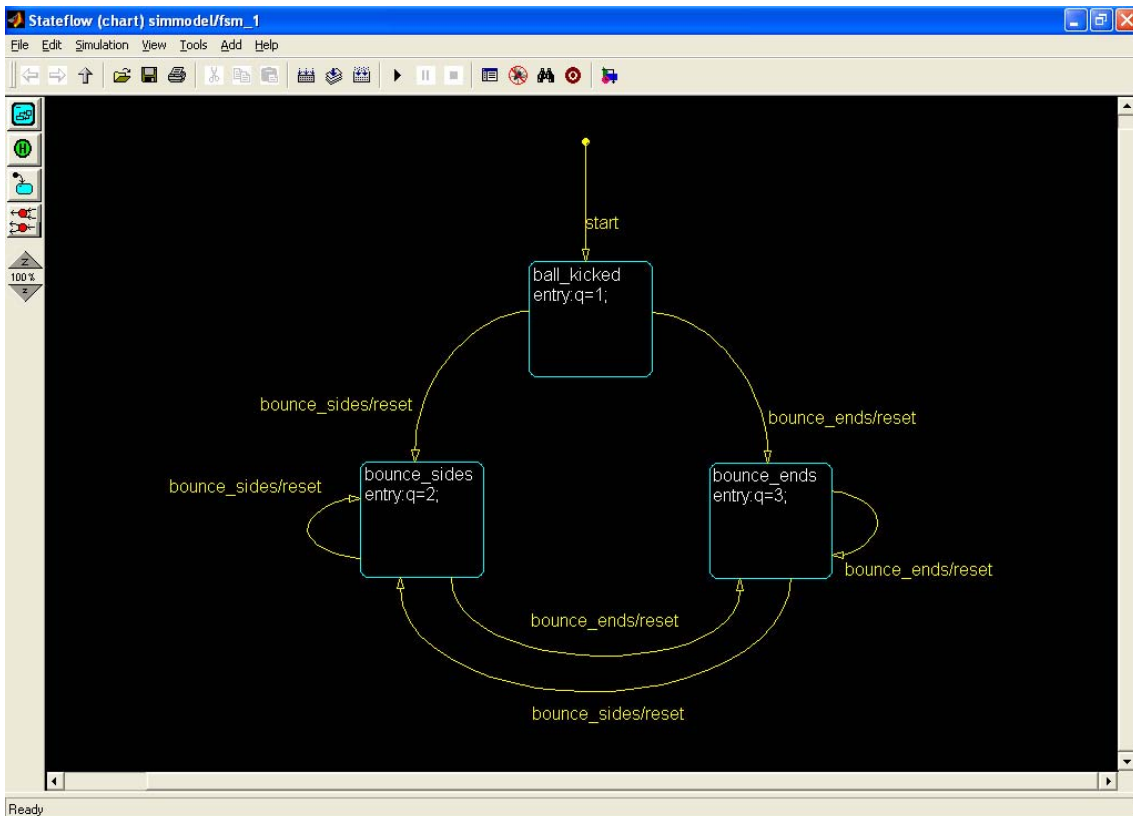 Stateflow (chart) simmodel/fsm_1
File Edit Simulation View Tools Add Help
start
ball_kicked
entry:q=1;
bounce_sides/reset
bounce_ends/reset
bounce_sides
entry:q=2;
bounce_ends
entry:q=3;
bounce_sides/reset
bounce_ends/reset
bounce_ends/reset
bounce_sides/reset
H
Z
100%
z
Ready